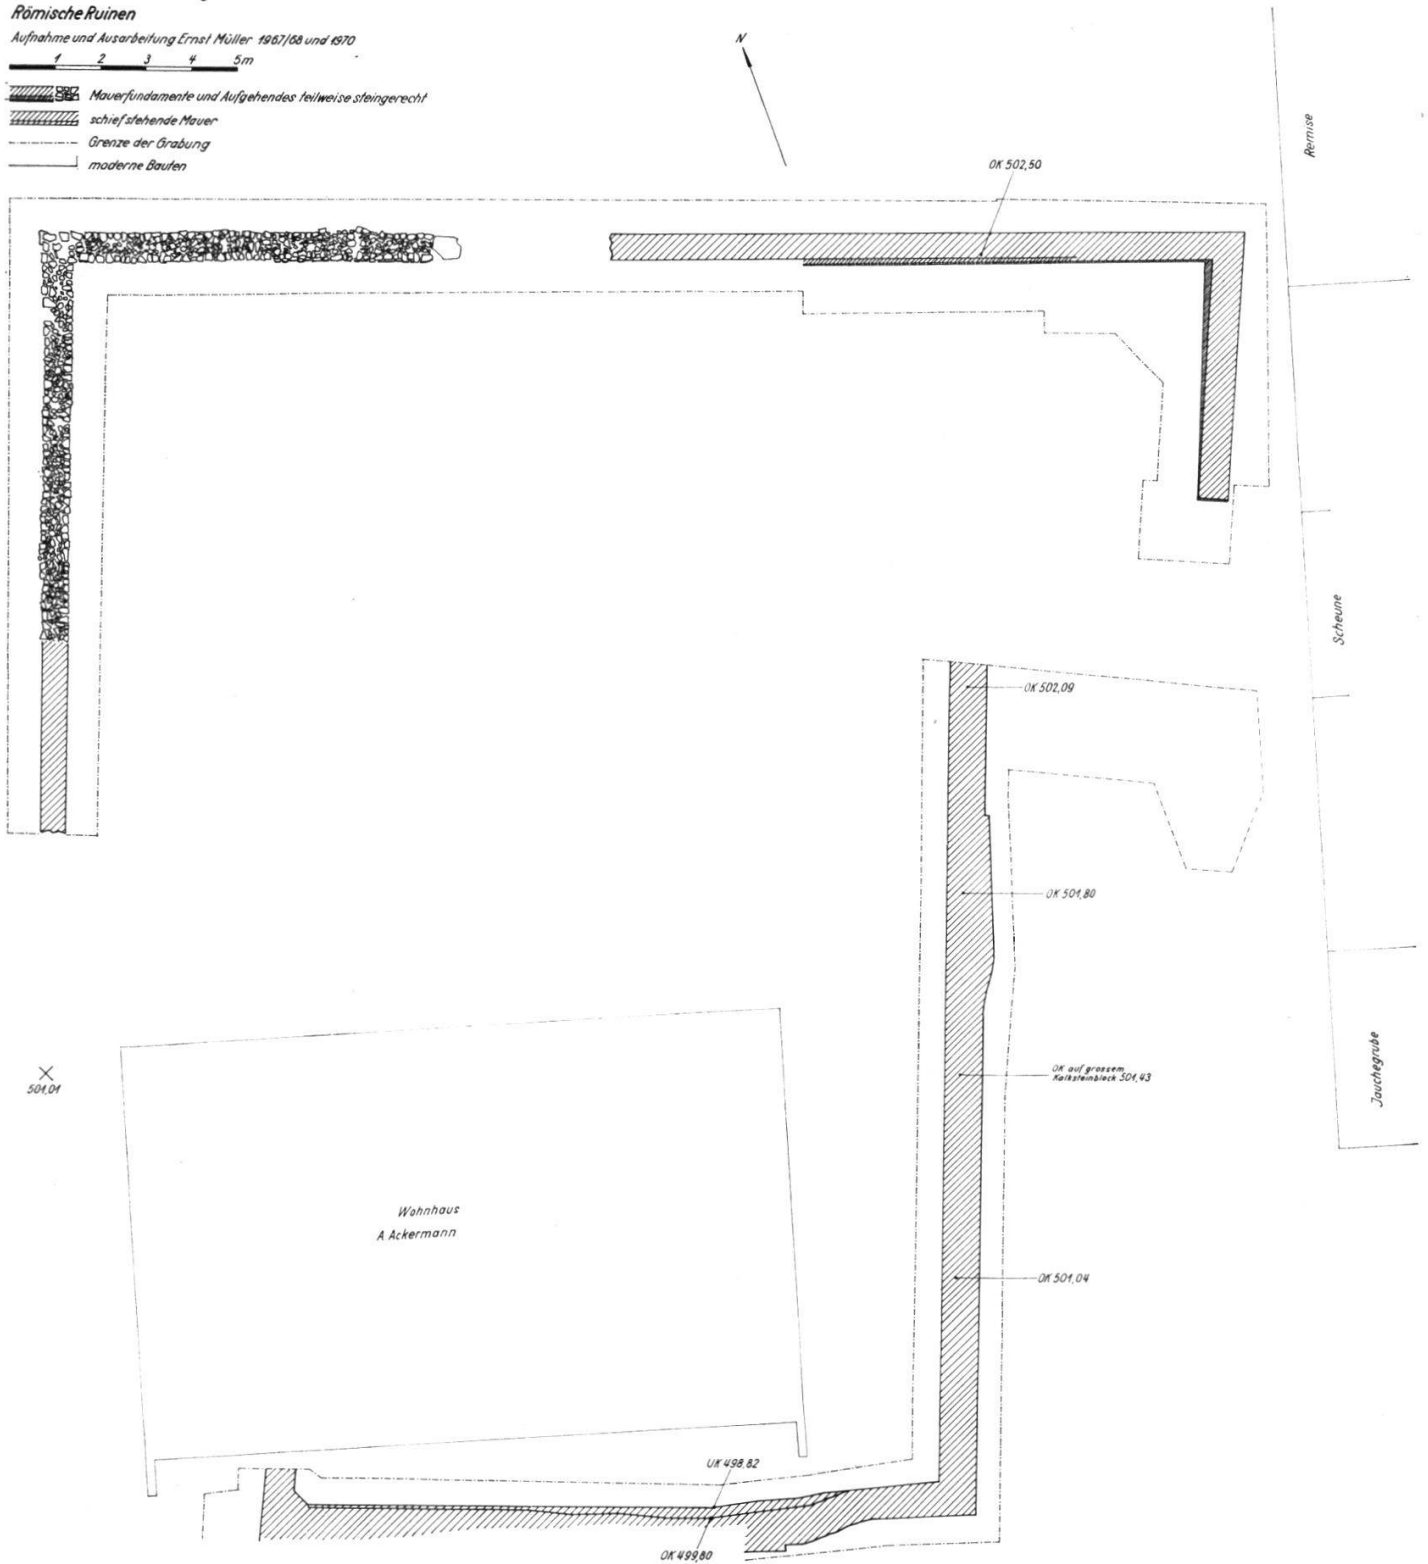 Römische Ruinen
Aufnahme und Ausarbeitung Ernst Müller 1967/68 und 1970
1 2 3 4 5m
Mauerfundamente und Aufgehendes teilweise steingerecht
schiefstehende Mauer
Grenze der Grabung
moderne Bauten
N
Remise
OK 502,50
Scheune
OK 502,09
OK 501,80
OK auf grossem
Kalksteinblock 501,43
501,01
Jauchegrube
Wohnhaus
A. Ackermann
OK 501,04
UK 498,82
OK 499,80